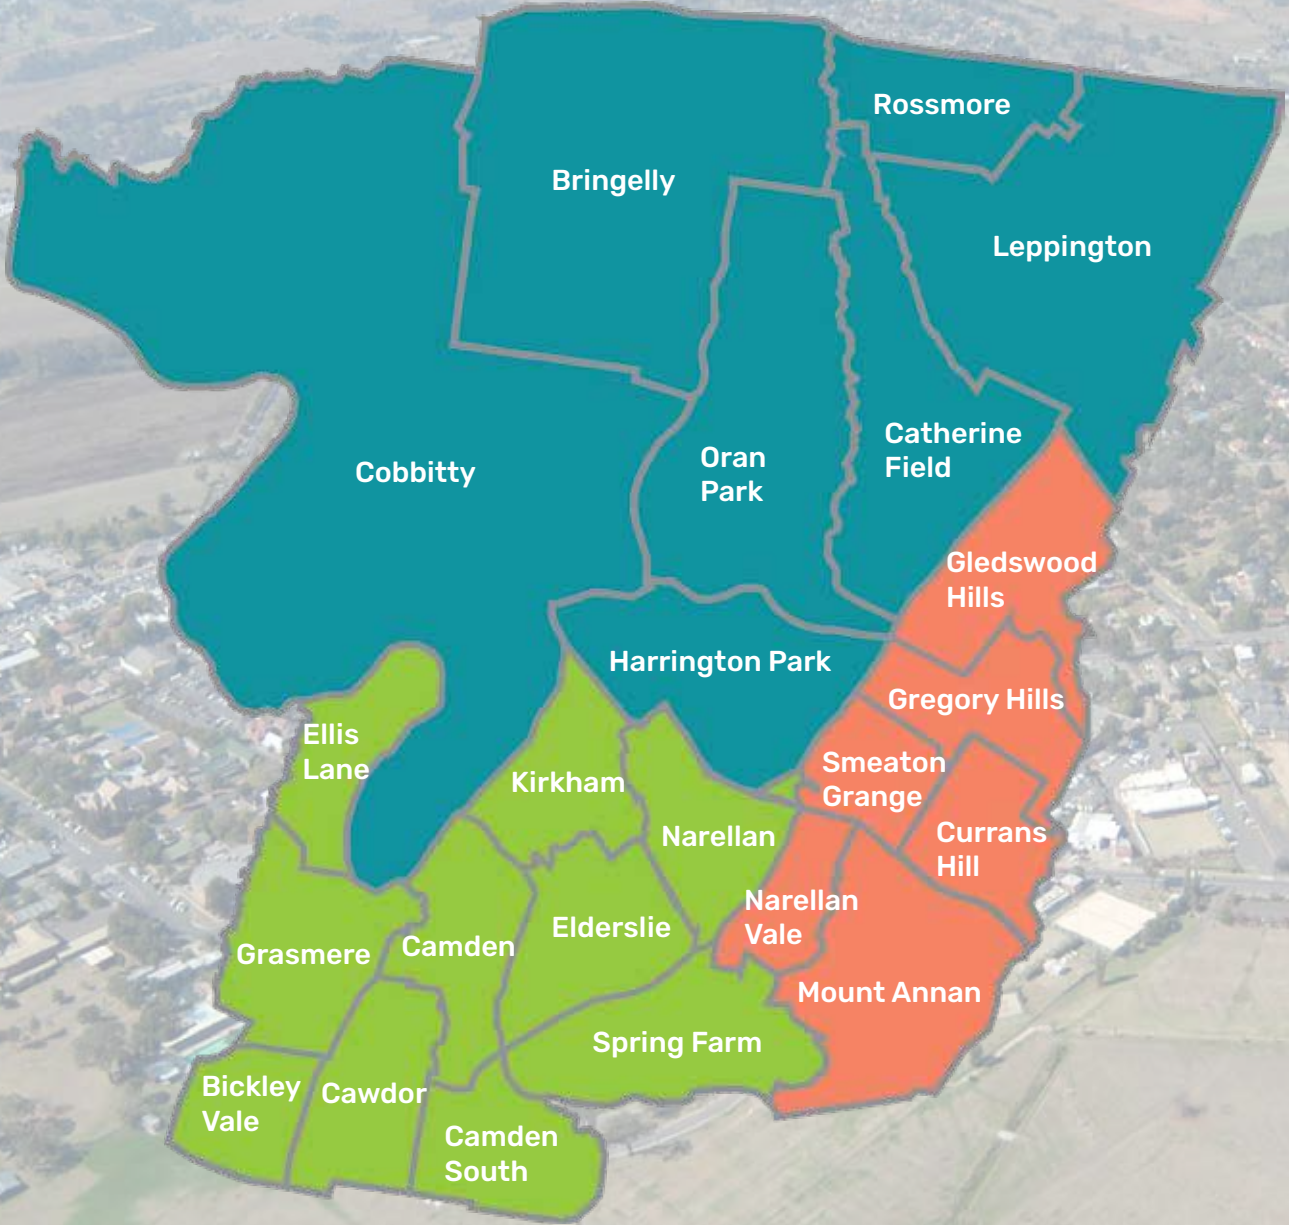 Rossmore
Bringelly
Leppington
Catherine
Field
Oran
Park
Cobbitty
Gledswood
Hills
Harrington Park
Gregory Hills
Ellis
Lane
Smeaton
Grange
Kirkham
Narellan
Currans
Hill
Narellan
Vale
Elderslie
Camden
Grasmere
Mount Annan
Spring Farm
Bickley
Vale
Cawdor
Camden
South